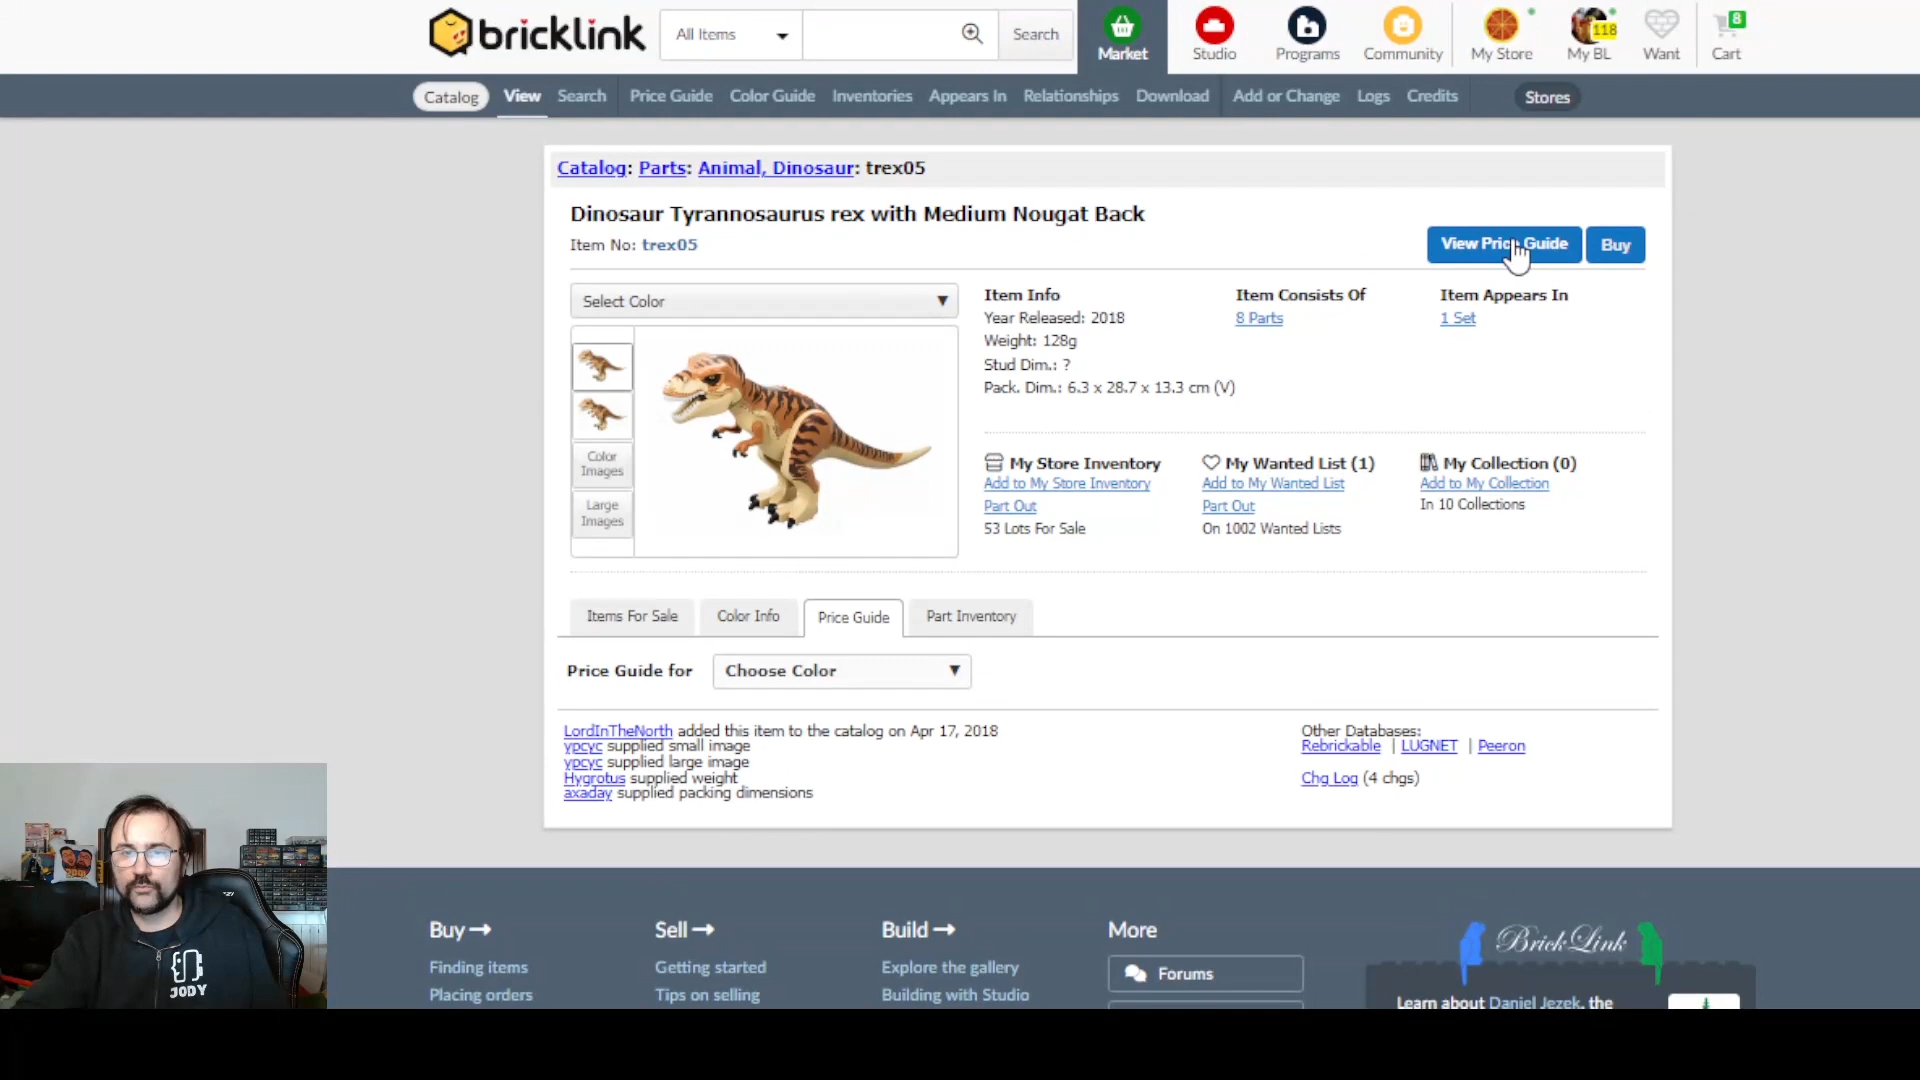 bricklink
All Items
Search
Market
Studio
Programs
Community
My Store
118
My BL
Want
8
Cart
Catalog
View
Search
Price Guide
Color Guide
Inventories
Appears In
Relationships
Download
Add or Change
Logs
Credits
Stores
Catalog: Parts: Animal, Dinosaur: trex05
Dinosaur Tyrannosaurus rex with Medium Nougat Back
Item No: trex05
View Price Guide
Buy
Select Color
Color
Images
Large
Images
Item Info
Year Released: 2018
Weight: 128g
Stud Dim.: ?
Pack. Dim.: 6.3 x 28.7 x 13.3 cm (V)
Item Consists Of
8 Parts
Item Appears In
1 Set
My Store Inventory
Add to My Store Inventory
Part Out
53 Lots For Sale
My Wanted List (1)
Add to My Wanted List
Part Out
On 1002 Wanted Lists
My Collection (0)
Add to My Collection
In 10 Collections
Items For Sale
Color Info
Price Guide
Part Inventory
Price Guide for
Choose Color
LordInTheNorth added this item to the catalog on Apr 17, 2018
ypcyc supplied small image
ypcyc supplied large image
Hygrotus supplied weight
axaday supplied packing dimensions
Other Databases:
Rebrickable | LUGNET | Peeron
Chg Log (4 chgs)
JODY
Buy
Finding items
Placing orders
Sell
Getting started
Tips on selling
Build
Explore the gallery
Building with Studio
More
Forums
BrickLink
Learn about Daniel Jezek, the